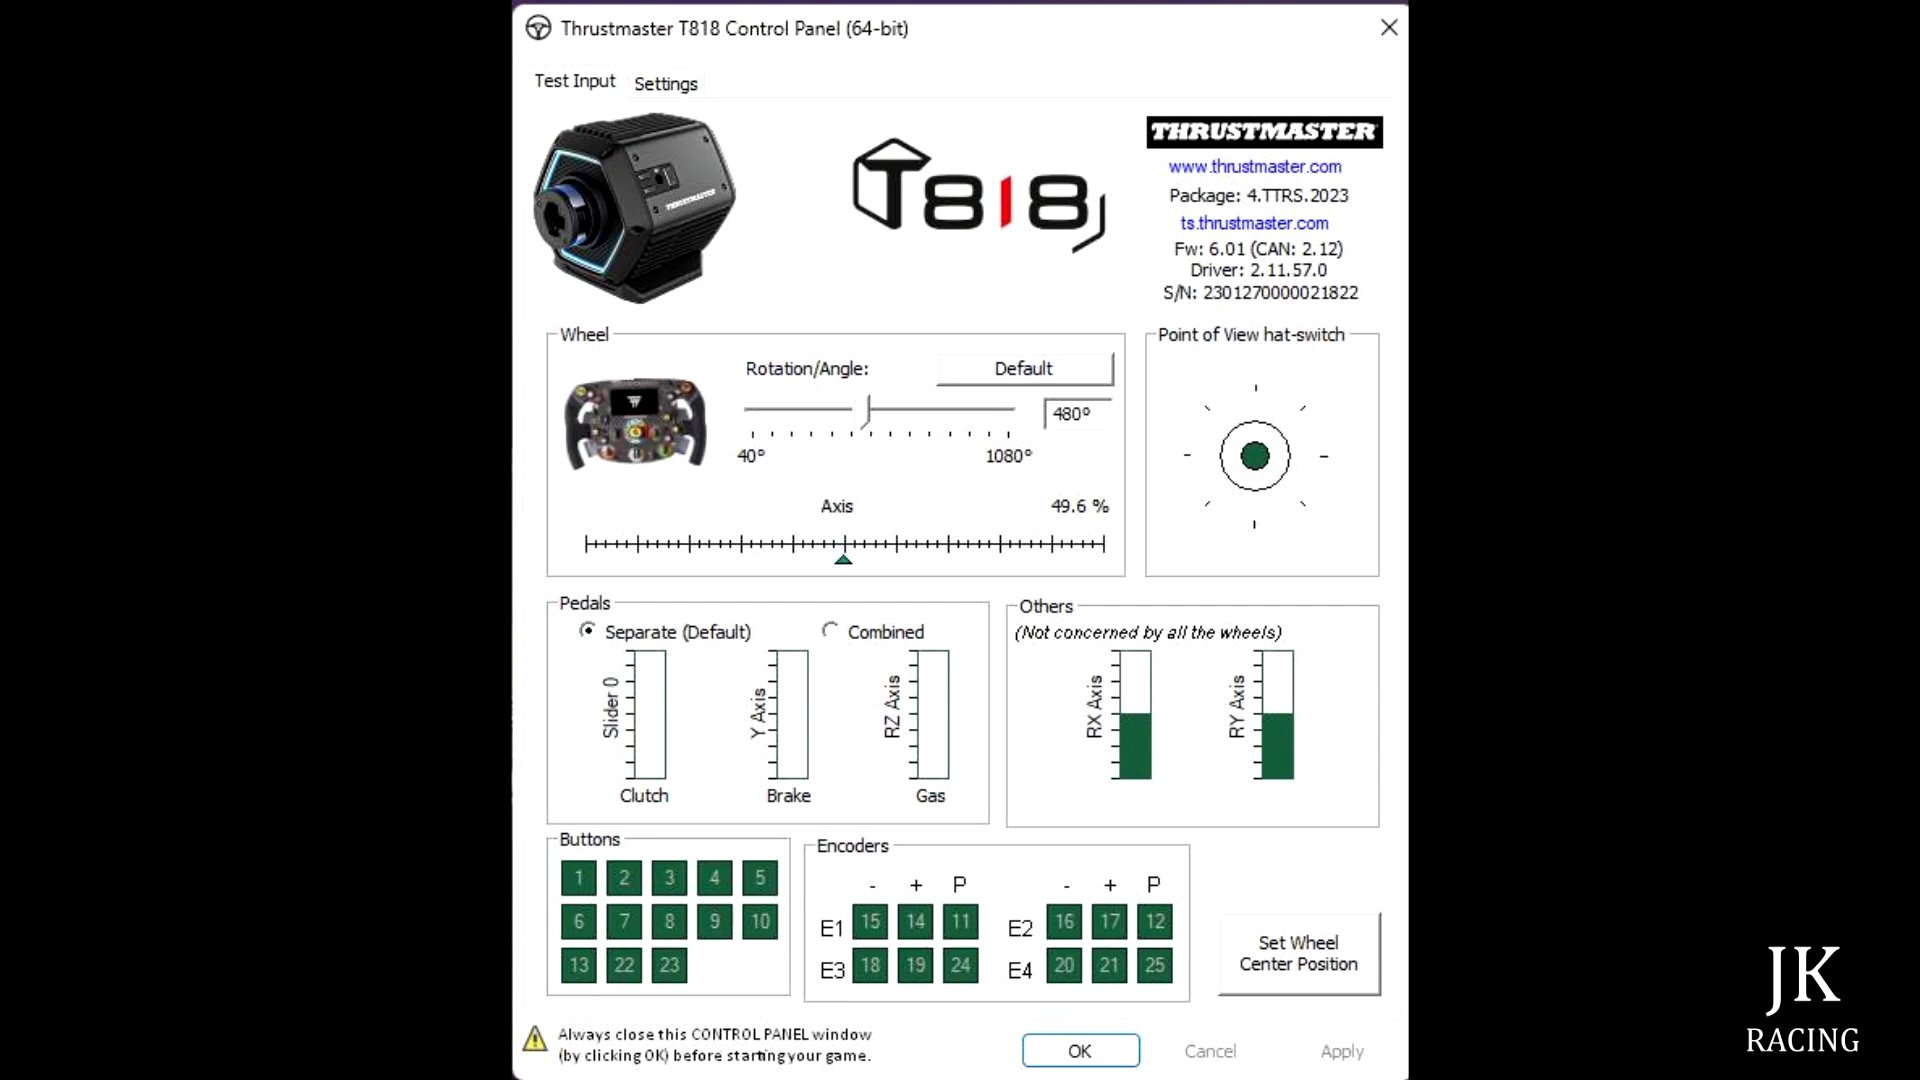 Thrustmaster T818 Control Panel (64-bit)
Test Input
Settings
THRUSTMASTER
T818
THRUSTMASTER
www.thrustmaster.com
Package: 4.TTRS.2023
ts.thrustmaster.com
Fw: 6.01 (CAN: 2.12)
Driver: 2.11.57.0
S/N: 2301270000021822
Wheel
Rotation/Angle:
Default
480°
40°
1080°
Axis
49.6 %
Point of View hat-switch
Pedals
Separate (Default)
Combined
Slider 0
Y Axis
RZ Axis
Clutch
Brake
Gas
Others
(Not concerned by all the wheels)
RX Axis
RY Axis
Buttons
1 2 3 4 5
6 7 8 9 10
13 22 23
Encoders
- + P - + P
E1 15 14 11 E2 16 17 12
E3 18 19 24 E4 20 21 25
Set Wheel
Center Position
Always close this CONTROL PANEL window
(by clicking OK) before starting your game.
OK
Cancel
Apply
JK
RACING